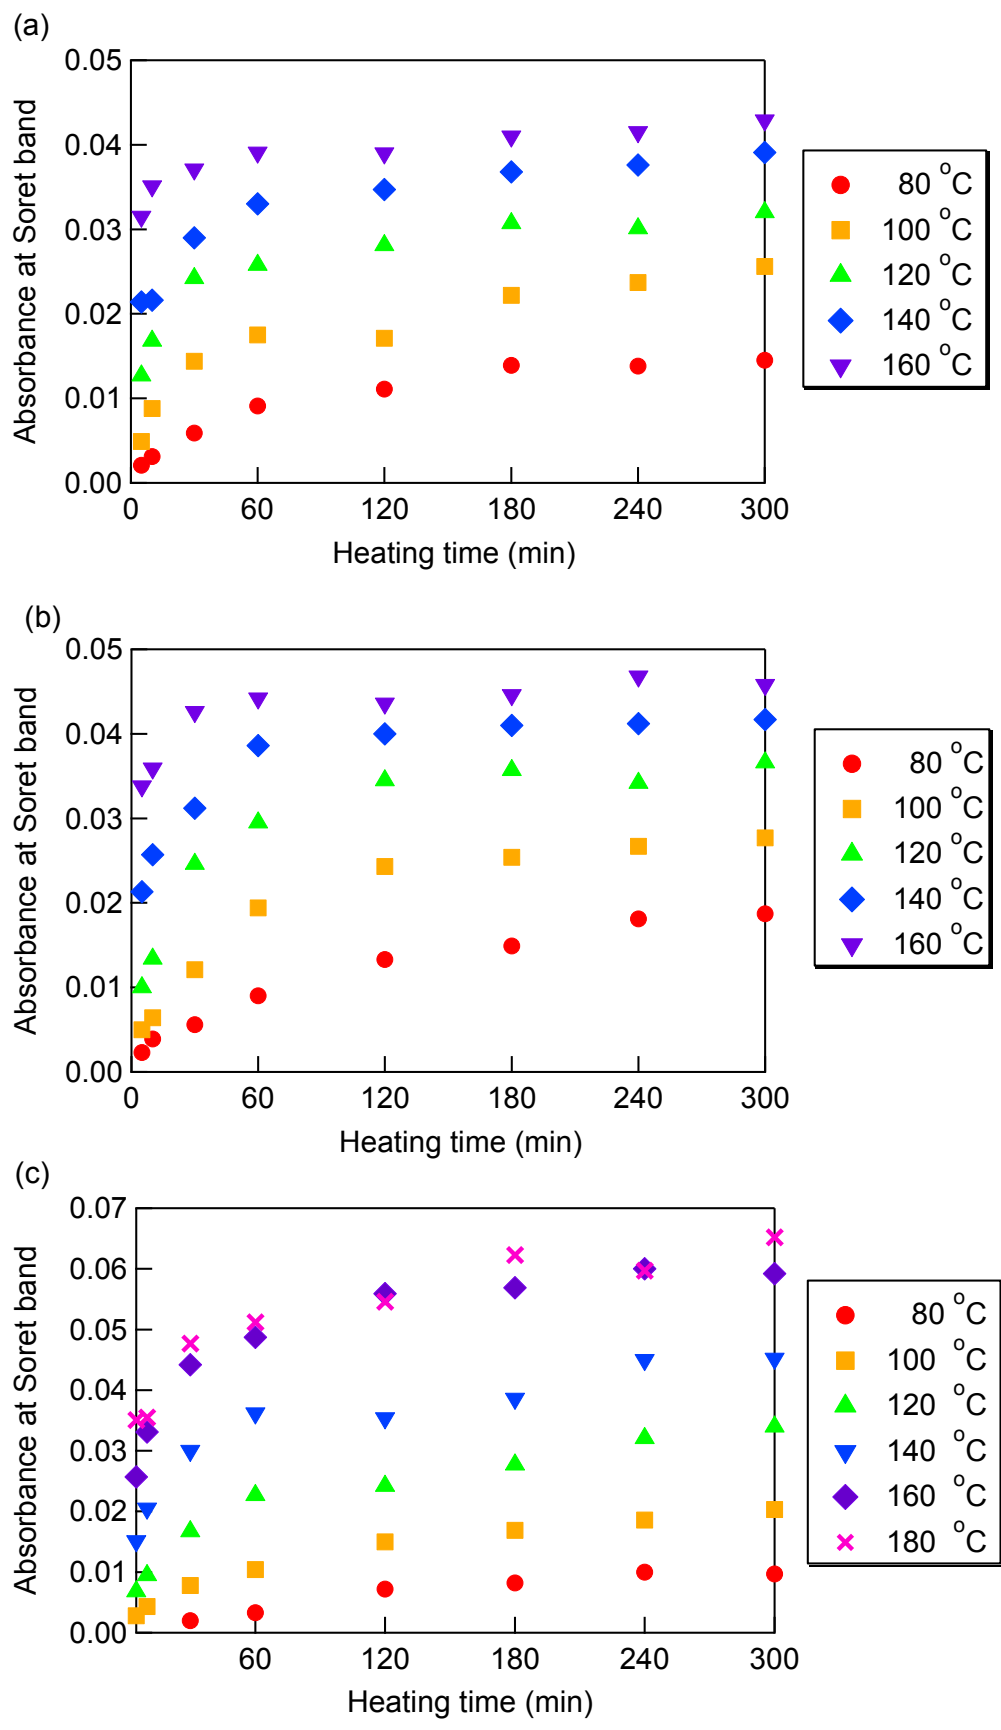 (a)
0.05
0.04
0.03
0.02
0.01
0.00
Absorbance at Soret band
0 60 120 180 240 300
Heating time (min)
80 °C
100 °C
120 °C
140 °C
160 °C
(b)
0.05
0.04
0.03
0.02
0.01
0.00
Absorbance at Soret band
0 60 120 180 240 300
Heating time (min)
80 °C
100 °C
120 °C
140 °C
160 °C
(c)
0.07
0.06
0.05
0.04
0.03
0.02
0.01
0.00
Absorbance at Soret band
60 120 180 240 300
Heating time (min)
80 °C
100 °C
120 °C
140 °C
160 °C
180 °C